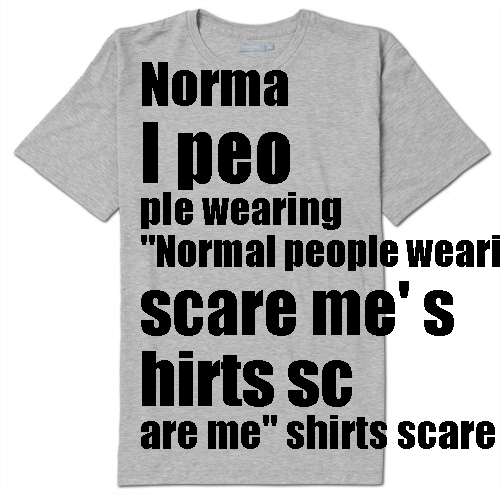 Norma
l peo
ple wearing
"Normal people weari
scare me' s
hirts sc
are me" shirts scare